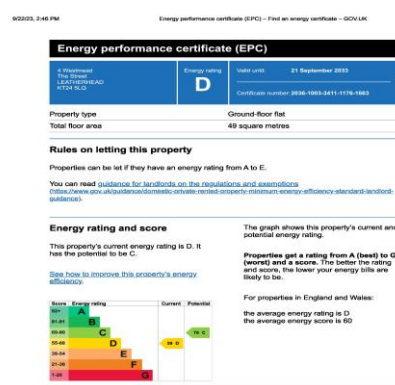 9/22/23, 2:46 PM
Energy performance certificate (EPC) – Find an energy certificate – GOV.UK
Energy performance certificate (EPC)
4 Westmead
The Street
LEATHERHEAD
KT24 5LQ
Energy rating
D
Valid until: 21 September 2033
Certificate number: 2036-1003-3411-1176-1603
Property type
Ground-floor flat
Total floor area
49 square metres
Rules on letting this property
Properties can be let if they have an energy rating from A to E.
You can read guidance for landlords on the regulations and exemptions
(https://www.gov.uk/guidance/domestic-private-rented-property-minimum-energy-efficiency-standard-landlord-
guidance).
Energy rating and score
This property's current energy rating is D. It
has the potential to be C.
See how to improve this property's energy
efficiency.
Score Energy rating Current Potential
92+ A
81-91 B
69-80 C 76 C
55-68 D 59 D
39-54 E
21-38 F
1-20 G
The graph shows this property's current and
potential energy rating.
Properties get a rating from A (best) to G
(worst) and a score. The better the rating
and score, the lower your energy bills are
likely to be.
For properties in England and Wales:
the average energy rating is D
the average energy score is 60